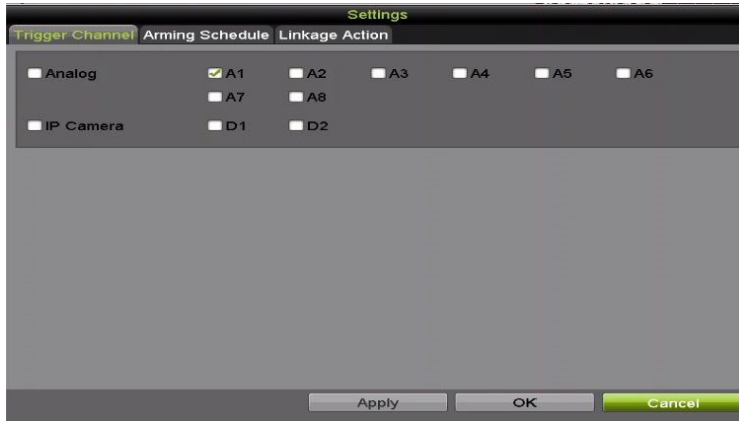 Settings
Trigger Channel Arming Schedule Linkage Action
Analog A1 A2 A3 A4 A5 A6
A7 A8
IP Camera D1 D2
Apply OK Cancel